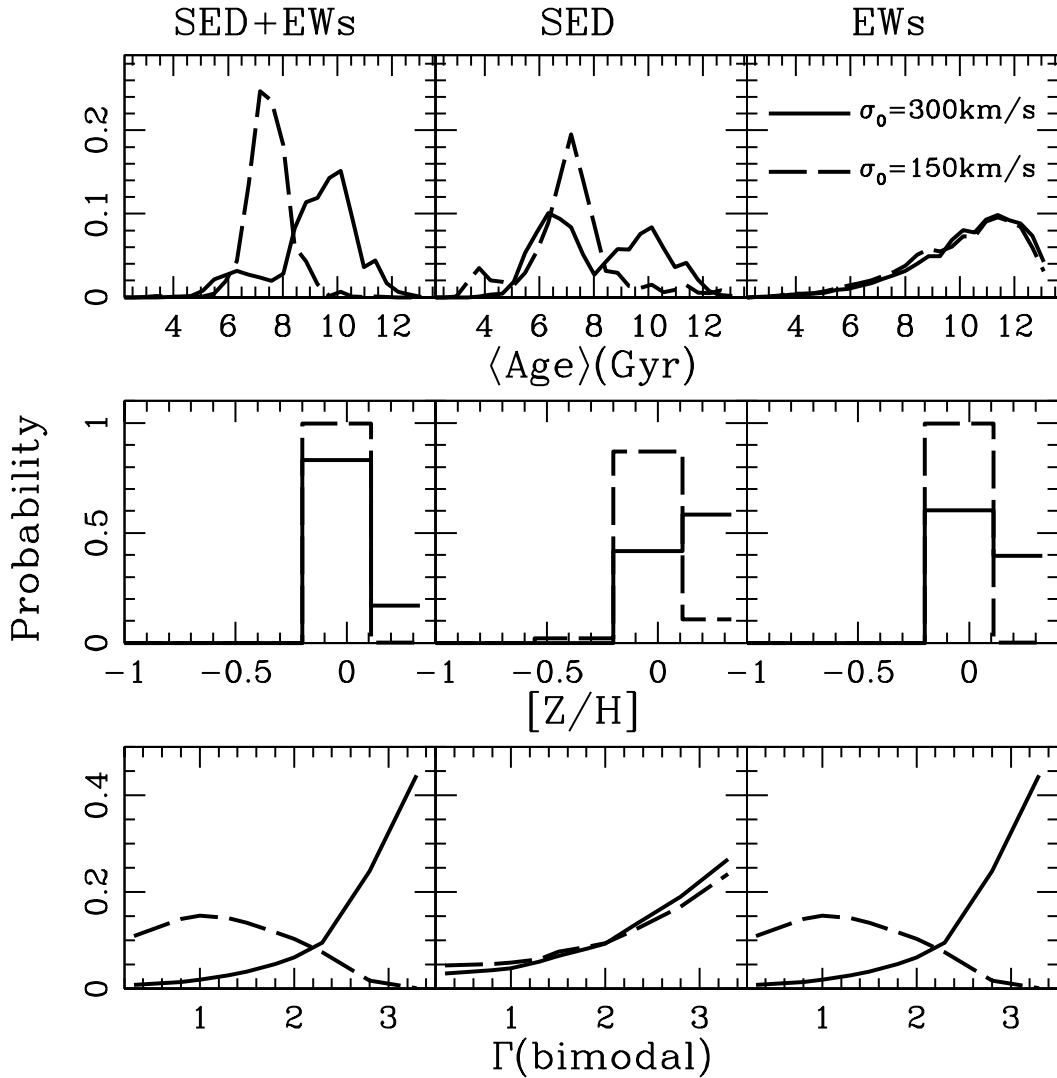 SED+EWs SED EWs
σ₀=300km/s
σ₀=150km/s
0.2
0.1
0
4 6 8 10 12 4 6 8 10 12 4 6 8 10 12
⟨Age⟩(Gyr)
Probability
1
0.5
0
−1 −0.5 0 −1 −0.5 0 −1 −0.5 0
[Z/H]
0.4
0.2
0
1 2 3 1 2 3 1 2 3
Γ(bimodal)